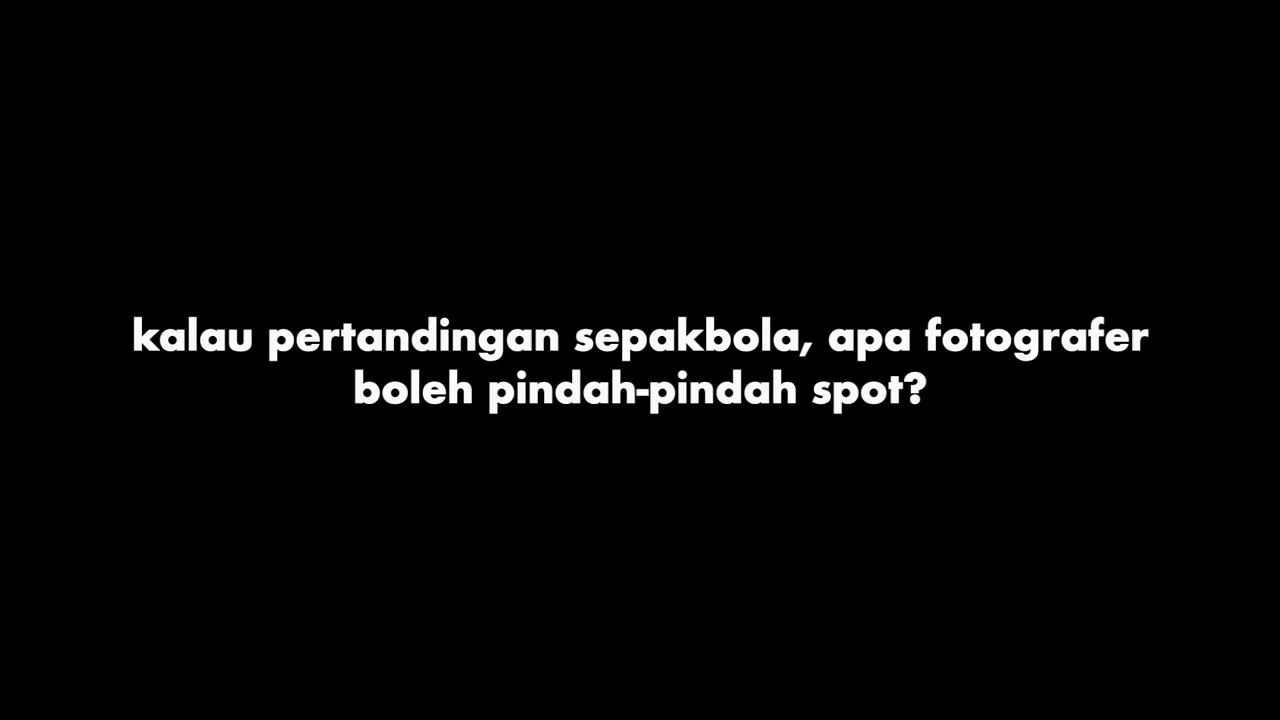 kalau pertandingan sepakbola, apa fotografer
boleh pindah-pindah spot?